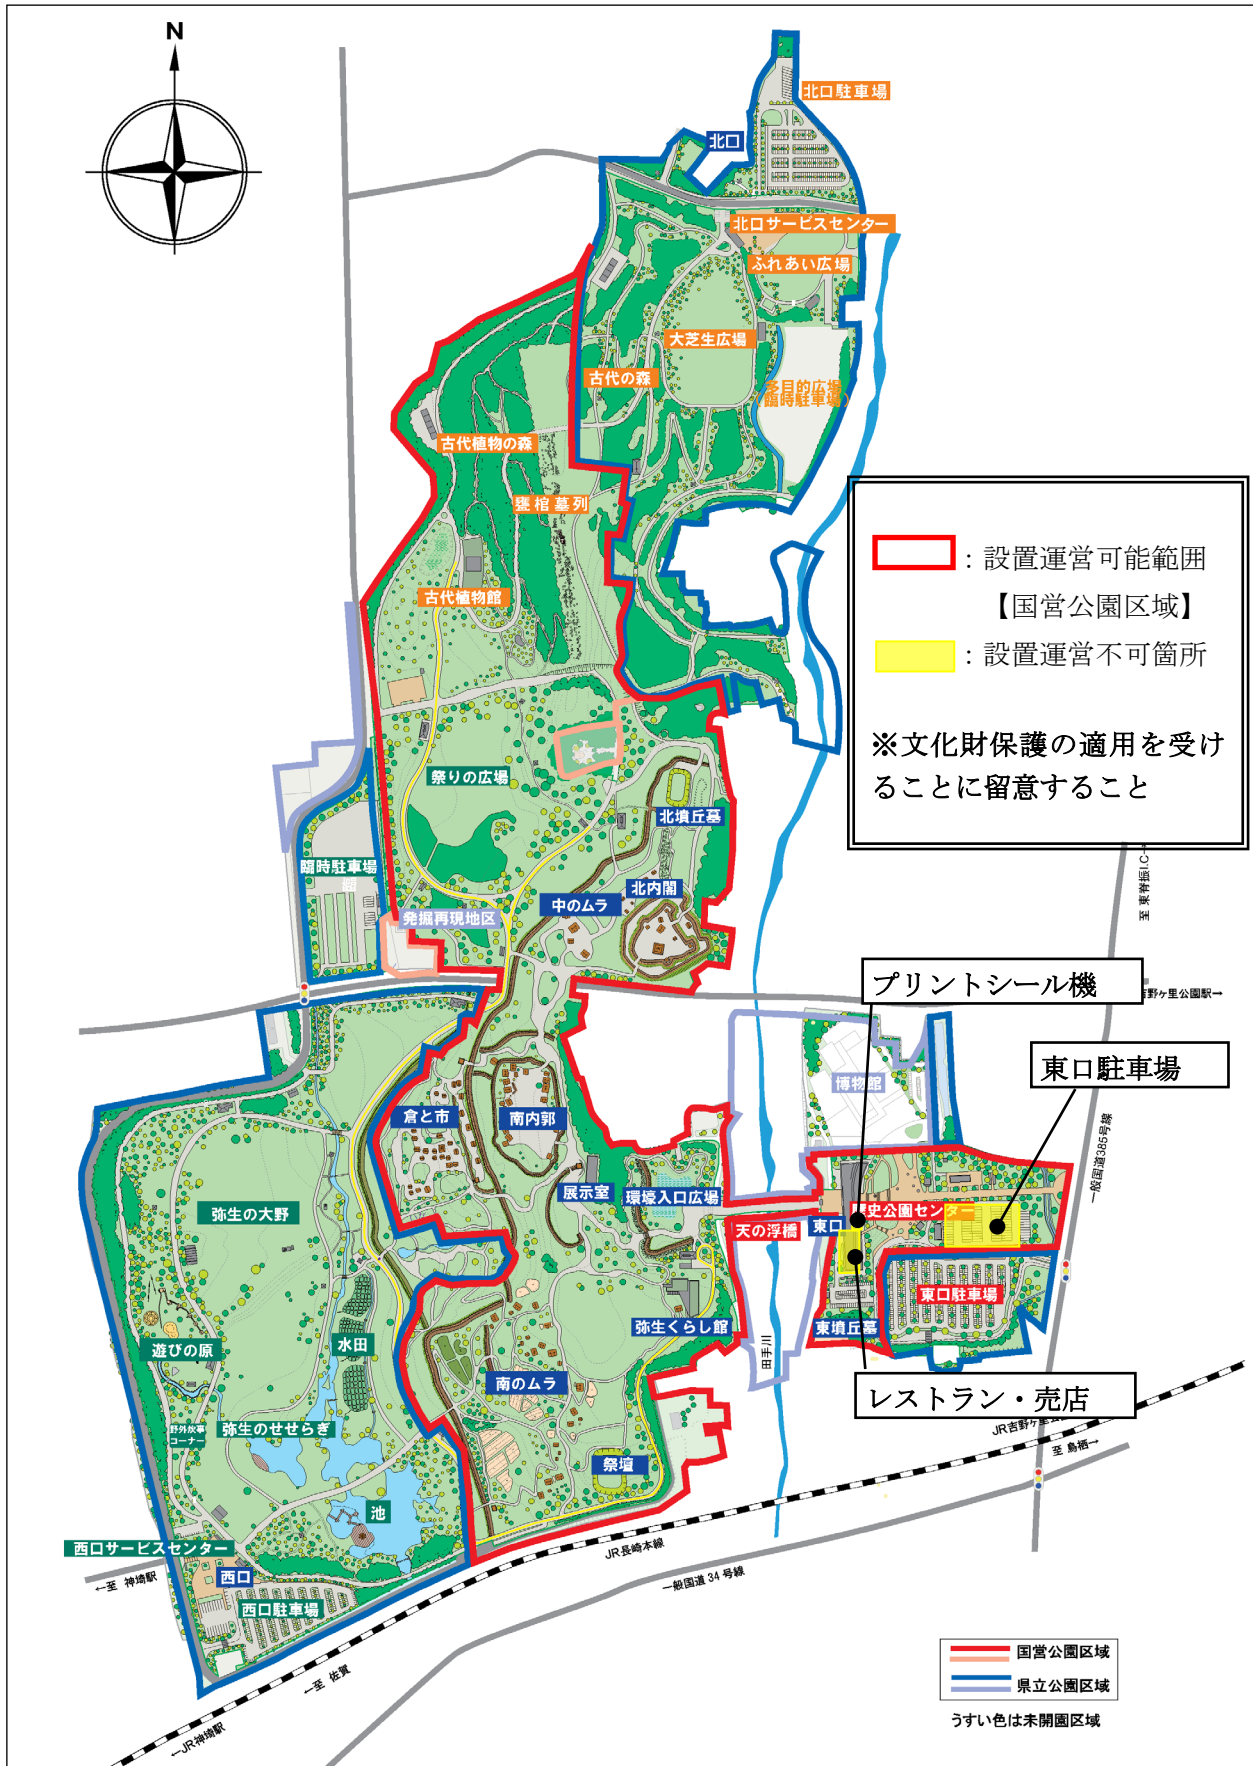 N
北口駐車場
北口
北口サービスセンター
ふれあい広場
大芝生広場
古代の森
多目的広場
(臨時駐車場)
古代植物の森
甕棺墓列
古代植物館
：設置運営可能範囲
【国営公園区域】
：設置運営不可箇所
※文化財保護の適用を受け
ることに留意すること
祭りの広場
北墳丘墓
臨時駐車場
北内閣
中のムラ
発掘再現地区
至 東脊振I.C→
プリントシール機
吉野ヶ里公園駅→
東口駐車場
博物館
倉と市
南内郭
一般国道385号線
展示室
環壕入口広場
弥生の大野
史公園センター
天の浮橋
東口
東口駐車場
弥生くらし館
東墳丘墓
水田
遊びの原
田手川
南のムラ
レストラン・売店
弥生のせせらぎ
野外炊事
コーナー
JR吉野ヶ里公
至 鳥栖→
祭壇
池
西口サービスセンター
JR長崎本線
←至 神埼駅
西口
一般国道34号線
西口駐車場
国営公園区域
←至 佐賀
県立公園区域
うすい色は未開園区域
←JR神埼駅